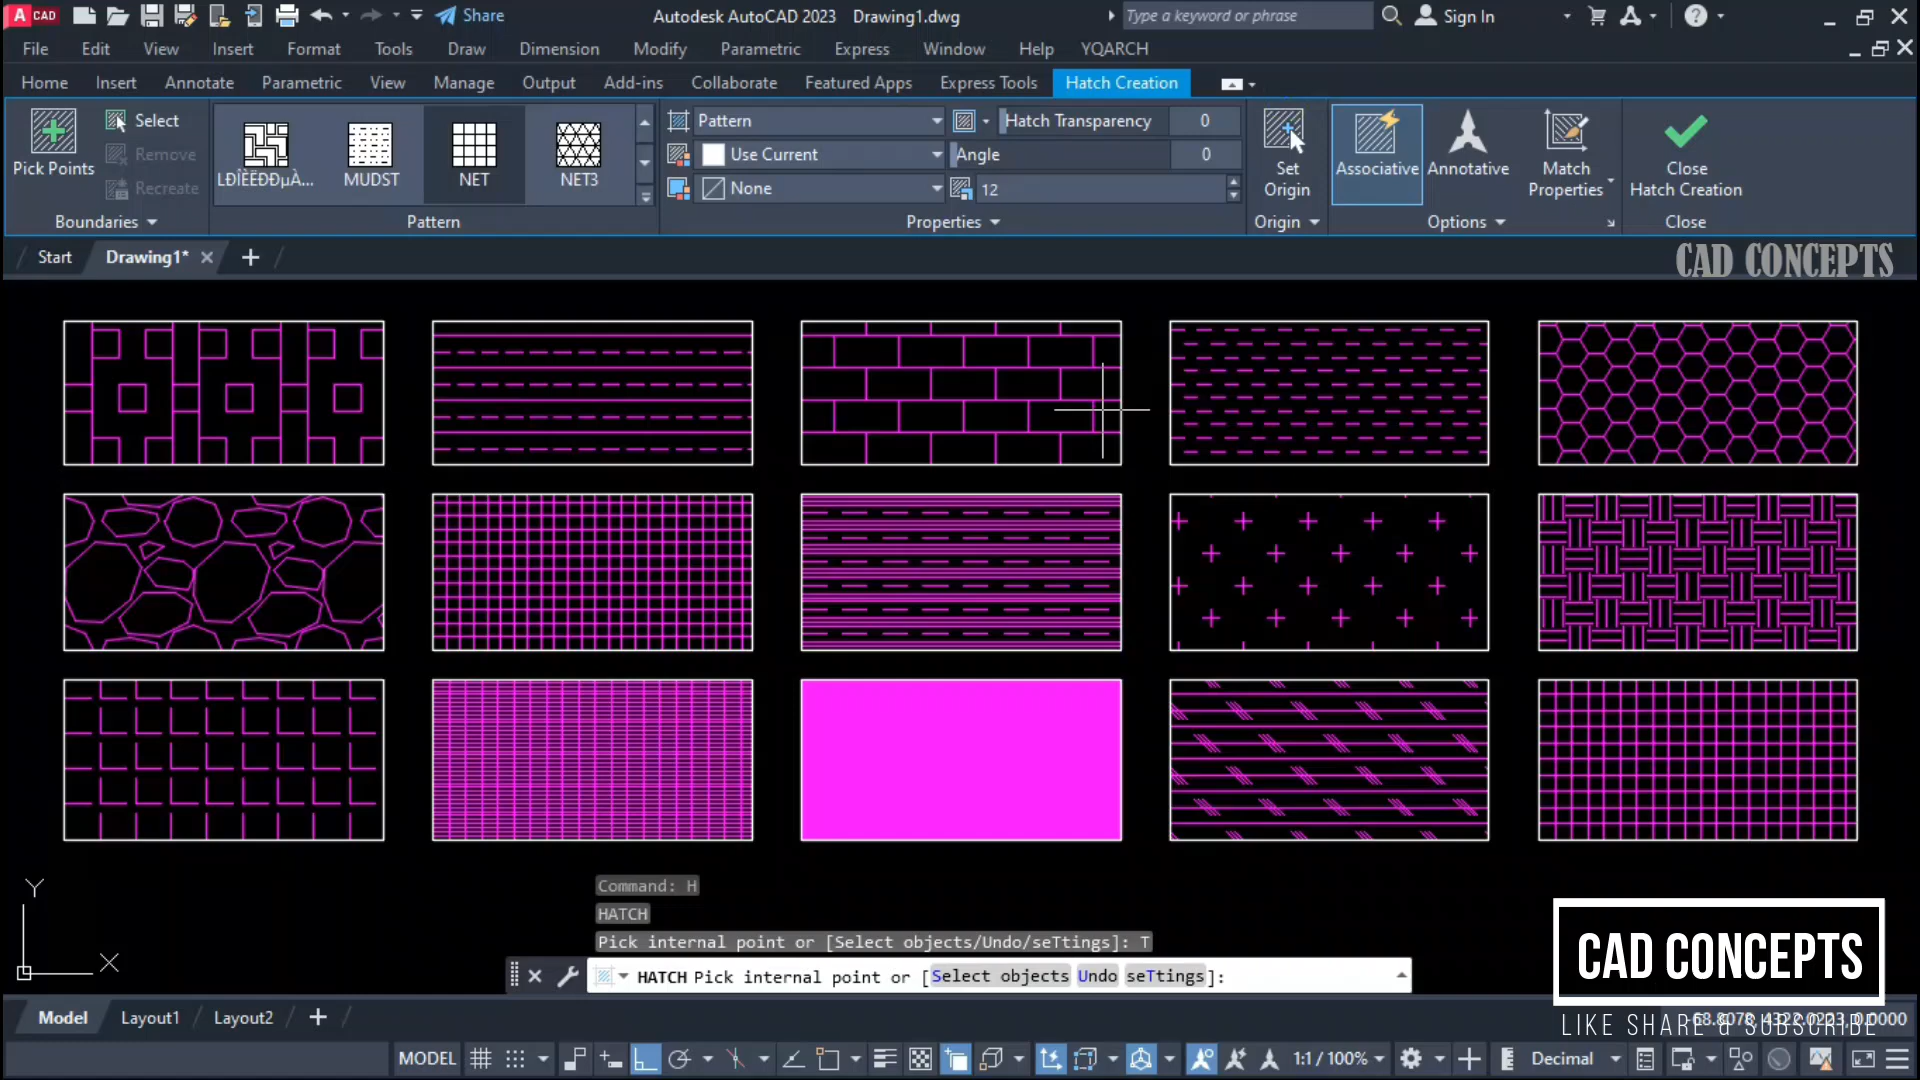 A CAD
Share
Autodesk AutoCAD 2023 Drawing1.dwg
Type a keyword or phrase
Sign In
File Edit View Insert Format Tools Draw Dimension Modify Parametric Express Window Help YQARCH
Home Insert Annotate Parametric View Manage Output Add-ins Collaborate Featured Apps Express Tools Hatch Creation
Pick Points
Select
Remove
Recreate
Boundaries
MUDST
NET
NET3
Pattern
Pattern
Use Current
None
Hatch Transparency 0
Angle 0
12
Properties
Set Origin
Origin
Associative
Annotative
Match Properties
Options
Close Hatch Creation
Close
Start
Drawing1*
CAD CONCEPTS
Y
X
Command: H
HATCH
Pick internal point or [Select objects/Undo/seTtings]: T
HATCH Pick internal point or [Select objects Undo seTtings]:
CAD CONCEPTS
LIKE SHARE & SUBSCRIBE
Model Layout1 Layout2
MODEL
1:1 / 100%
Decimal